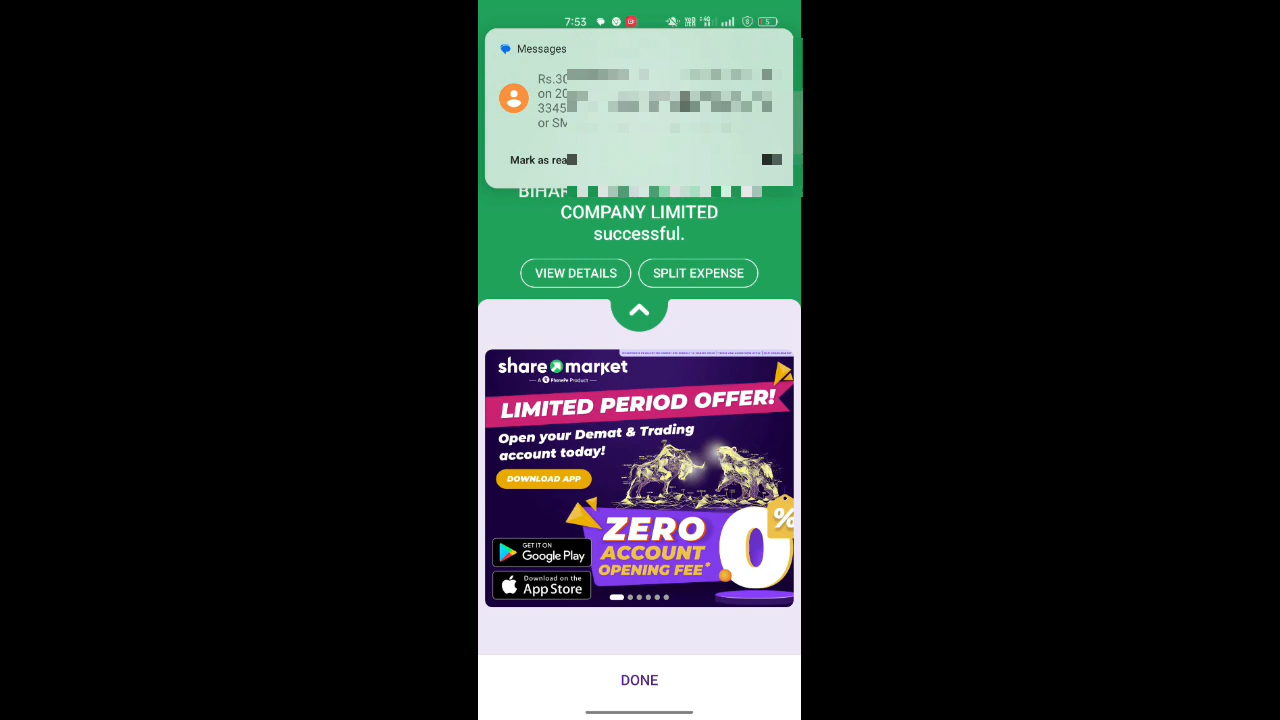 7:53
5
Messages
Rs.30
on 20
3345
or SM
Mark as rea
BIHAR
COMPANY LIMITED
successful.
VIEW DETAILS
SPLIT EXPENSE
share market
A PhonePe Product
LIMITED PERIOD OFFER!
Open your Demat & Trading
account today!
DOWNLOAD APP
ZERO
ACCOUNT
OPENING FEE*
0
%
GET IT ON
Google Play
Download on the
App Store
DONE